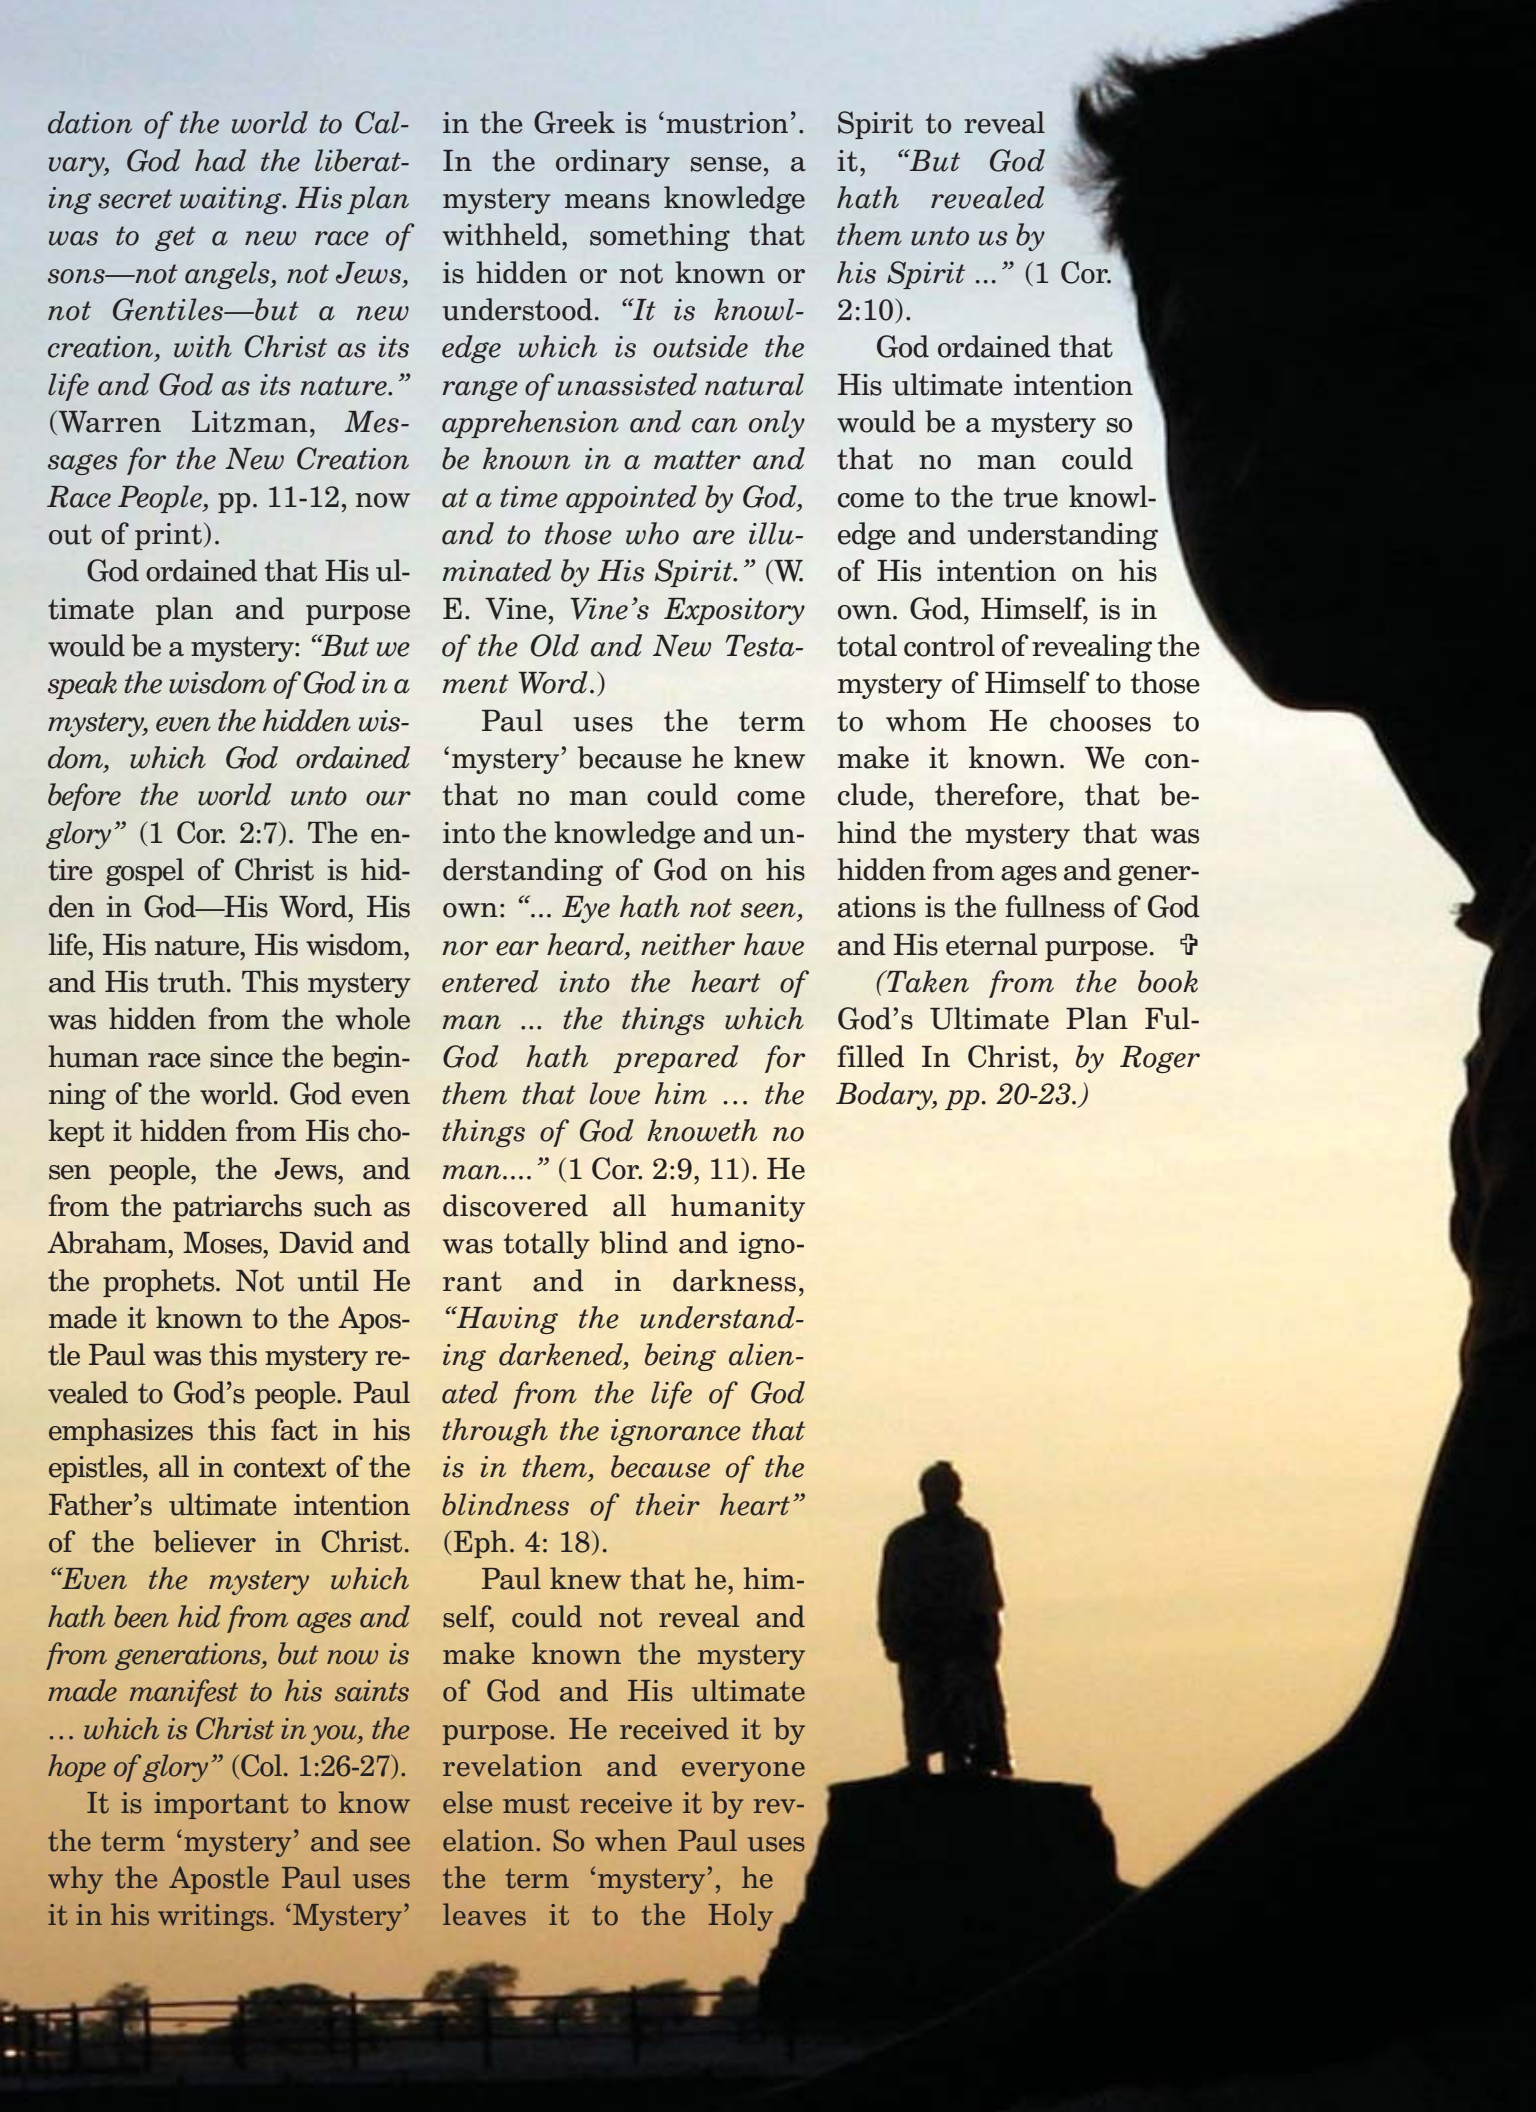 dation of the world to Cal-
vary, God had the liberat-
ing secret waiting. His plan
was to get a new race of
sons—not angels, not Jews,
not Gentiles—but a new
creation, with Christ as its
life and God as its nature.”
(Warren Litzman, Mes-
sages for the New Creation
Race People, pp. 11-12, now
out of print).
God ordained that His ul-
timate plan and purpose
would be a mystery: “But we
speak the wisdom of God in a
mystery, even the hidden wis-
dom, which God ordained
before the world unto our
glory” (1 Cor. 2:7). The en-
tire gospel of Christ is hid-
den in God—His Word, His
life, His nature, His wisdom,
and His truth. This mystery
was hidden from the whole
human race since the begin-
ning of the world. God even
kept it hidden from His cho-
sen people, the Jews, and
from the patriarchs such as
Abraham, Moses, David and
the prophets. Not until He
made it known to the Apos-
tle Paul was this mystery re-
vealed to God’s people. Paul
emphasizes this fact in his
epistles, all in context of the
Father’s ultimate intention
of the believer in Christ.
“Even the mystery which
hath been hid from ages and
from generations, but now is
made manifest to his saints
… which is Christ in you, the
hope of glory” (Col. 1:26-27).
It is important to know
the term ‘mystery’ and see
why the Apostle Paul uses
it in his writings. ‘Mystery’
in the Greek is ‘mustrion’.
In the ordinary sense, a
mystery means knowledge
withheld, something that
is hidden or not known or
understood. “It is knowl-
edge which is outside the
range of unassisted natural
apprehension and can only
be known in a matter and
at a time appointed by God,
and to those who are illu-
minated by His Spirit.” (W.
E. Vine, Vine’s Expository
of the Old and New Testa-
ment Word.)
Paul uses the term
‘mystery’ because he knew
that no man could come
into the knowledge and un-
derstanding of God on his
own: “... Eye hath not seen,
nor ear heard, neither have
entered into the heart of
man ... the things which
God hath prepared for
them that love him … the
things of God knoweth no
man....” (1 Cor. 2:9, 11). He
discovered all humanity
was totally blind and igno-
rant and in darkness,
“Having the understand-
ing darkened, being alien-
ated from the life of God
through the ignorance that
is in them, because of the
blindness of their heart”
(Eph. 4: 18).
Paul knew that he, him-
self, could not reveal and
make known the mystery
of God and His ultimate
purpose. He received it by
revelation and everyone
else must receive it by rev-
elation. So when Paul uses
the term ‘mystery’, he
leaves it to the Holy
Spirit to reveal
it, “But God
hath revealed
them unto us by
his Spirit ...” (1 Cor.
2:10).
God ordained that
His ultimate intention
would be a mystery so
that no man could
come to the true knowl-
edge and understanding
of His intention on his
own. God, Himself, is in
total control of revealing the
mystery of Himself to those
to whom He chooses to
make it known. We con-
clude, therefore, that be-
hind the mystery that was
hidden from ages and gener-
ations is the fullness of God
and His eternal purpose. ✞
(Taken from the book
God’s Ultimate Plan Ful-
filled In Christ, by Roger
Bodary, pp. 20-23.)